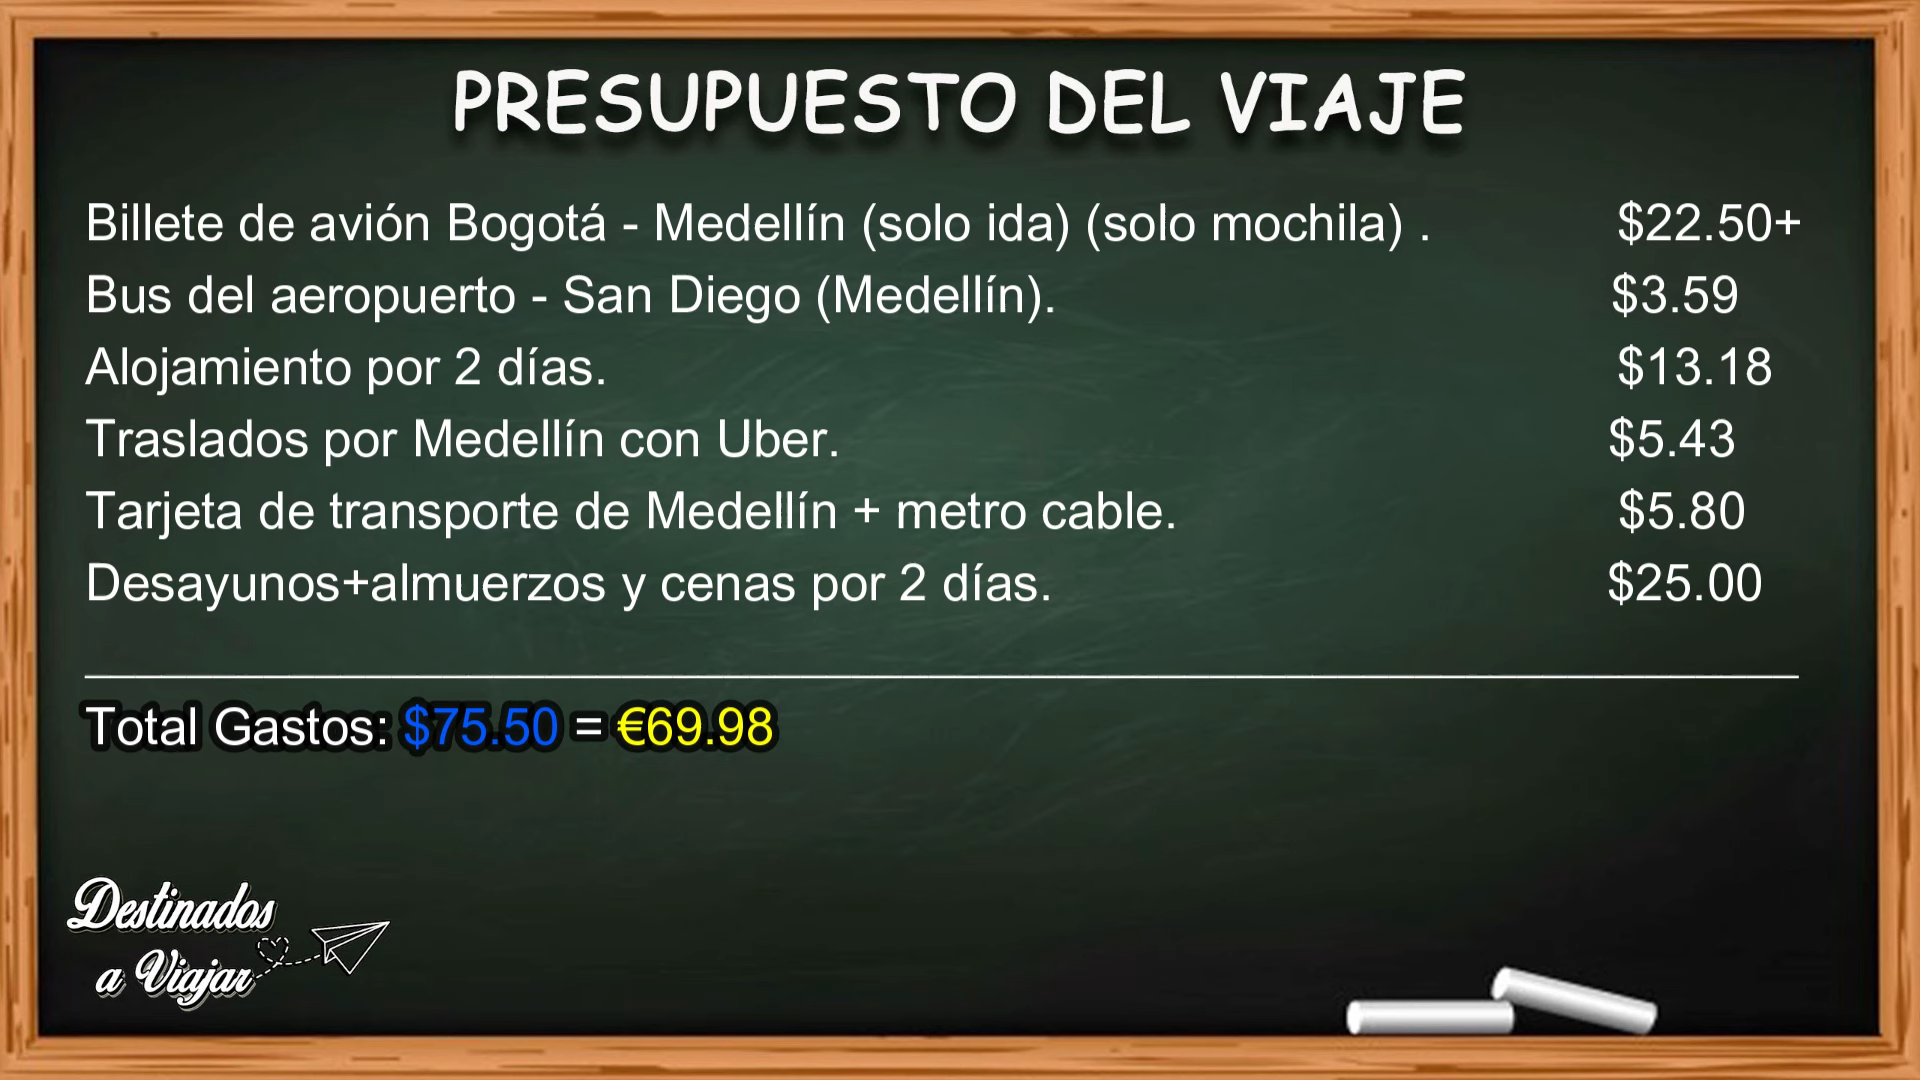 PRESUPUESTO DEL VIAJE
Billete de avión Bogotá - Medellín (solo ida) (solo mochila) . $22.50+
Bus del aeropuerto - San Diego (Medellín). $3.59
Alojamiento por 2 días. $13.18
Traslados por Medellín con Uber. $5.43
Tarjeta de transporte de Medellín + metro cable. $5.80
Desayunos+almuerzos y cenas por 2 días. $25.00
Total Gastos: $75.50 = €69.98
Destinados
a Viajar